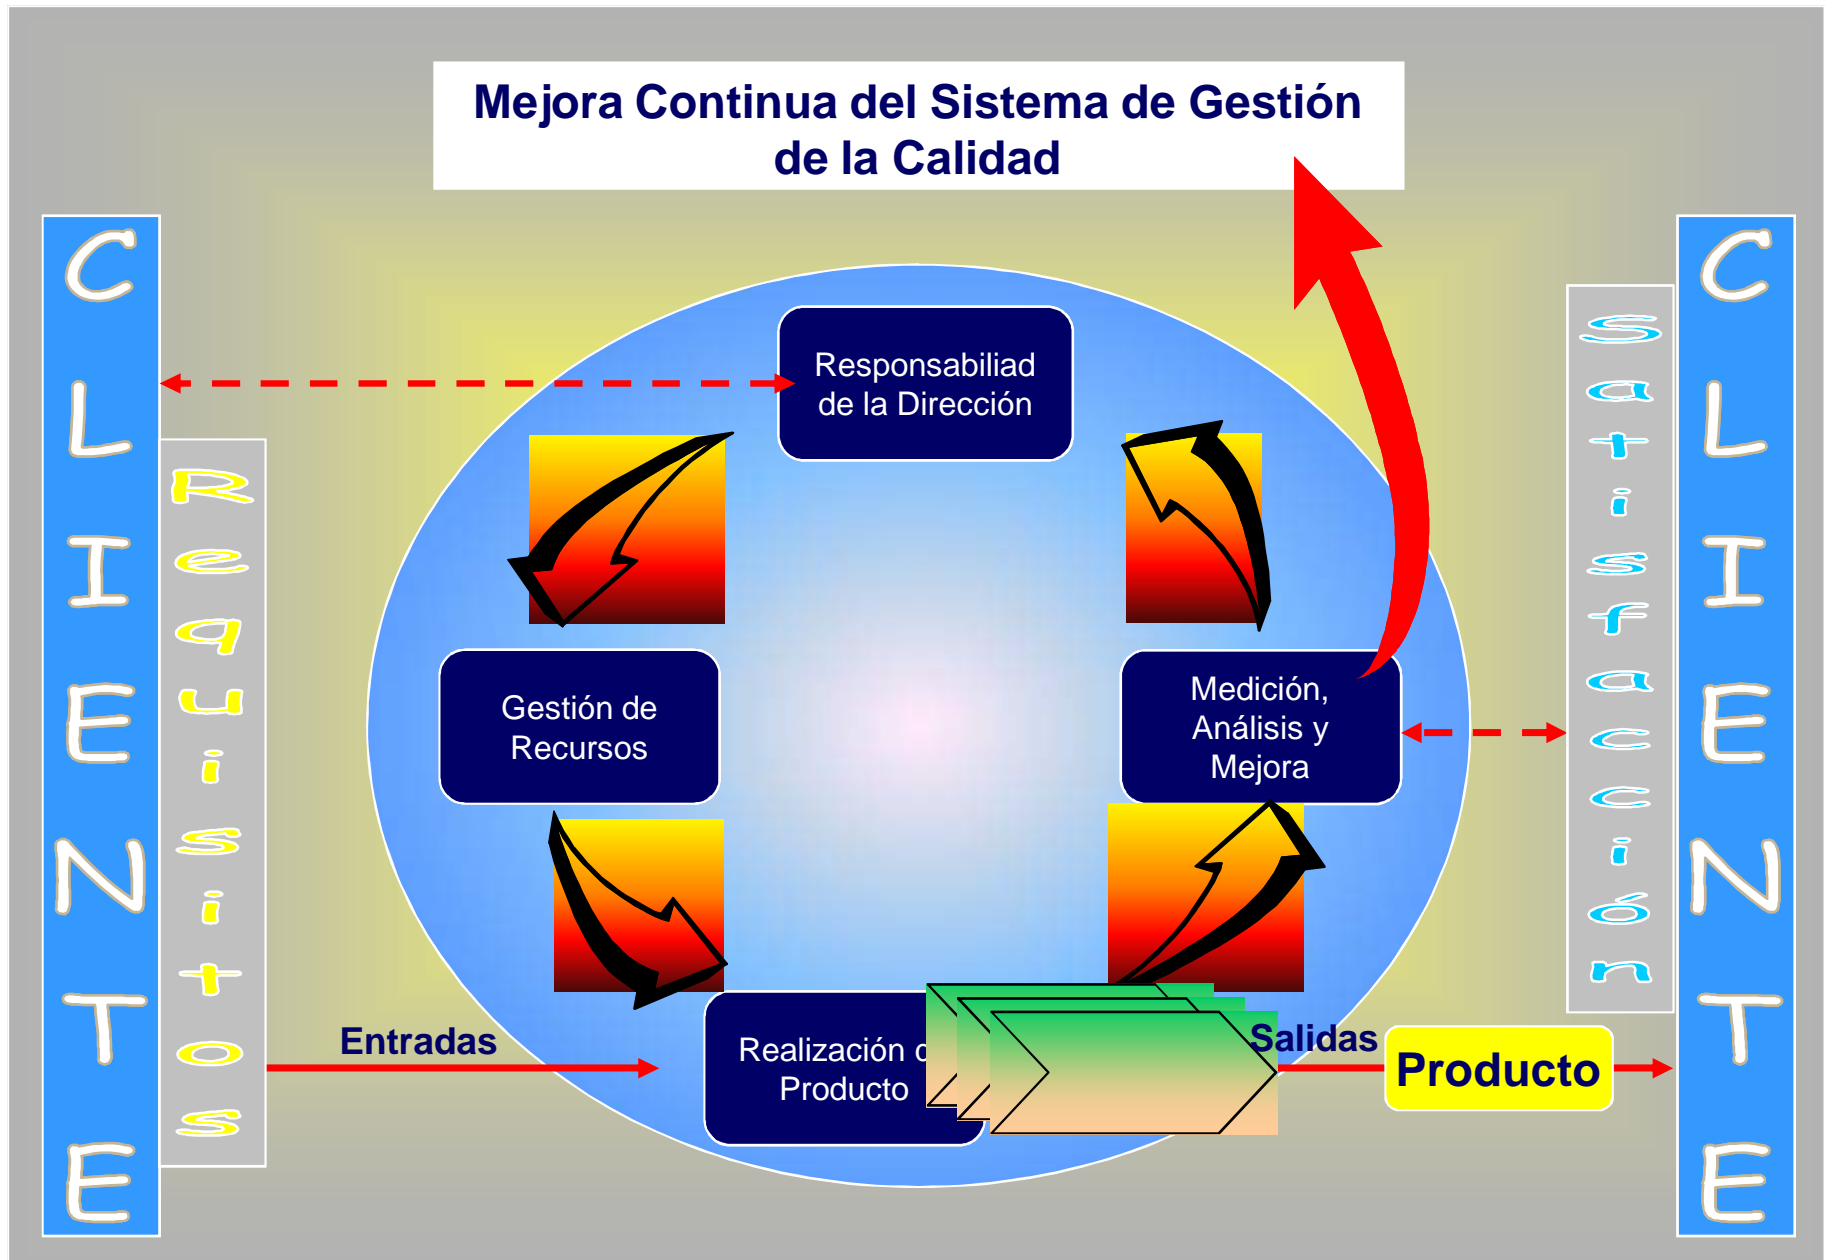 Mejora Continua del Sistema de Gestión
de la Calidad
CLIENTE
Requisitos
Responsabiliad
de la Dirección
Gestión de
Recursos
Medición,
Análisis y
Mejora
Satisfacción
CLIENTE
Entradas
Realización
Producto
Salidas
Producto